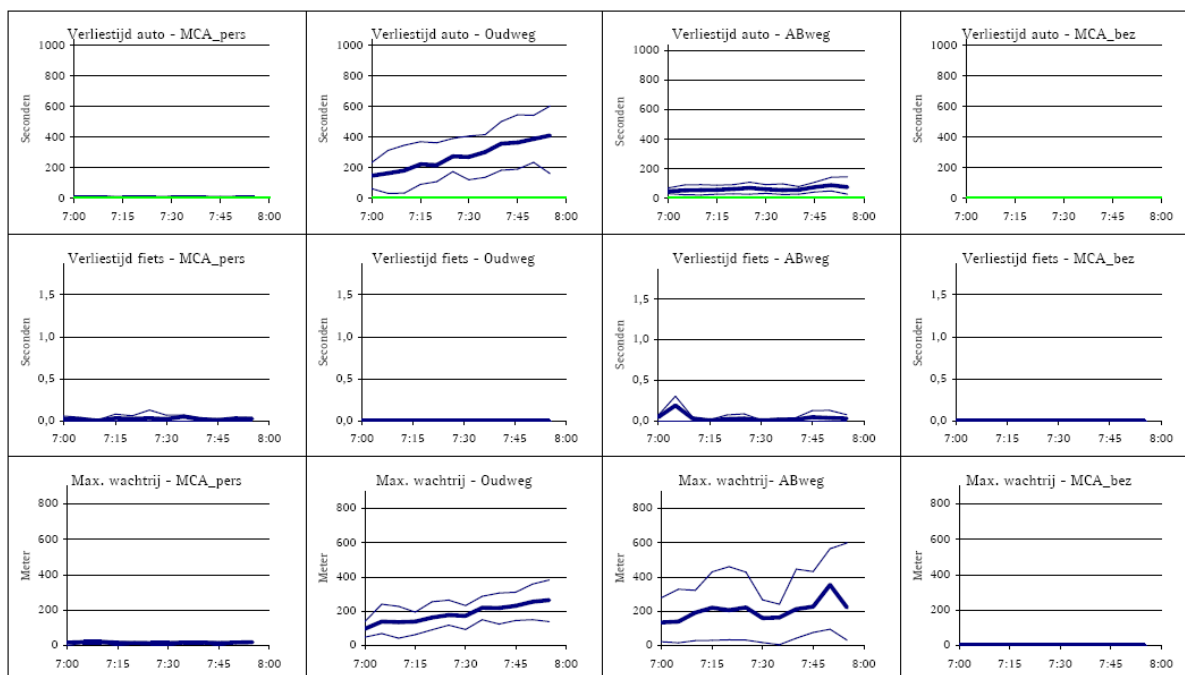 Verliestijd auto - MCA_pers
Seconden
1000
800
600
400
200
0
7:00 7:15 7:30 7:45 8:00
Verliestijd auto - Oudweg
Seconden
1000
800
600
400
200
0
7:00 7:15 7:30 7:45 8:00
Verliestijd auto - ABweg
Seconden
1000
800
600
400
200
0
7:00 7:15 7:30 7:45 8:00
Verliestijd auto - MCA_bez
Seconden
1000
800
600
400
200
0
7:00 7:15 7:30 7:45 8:00
Verliestijd fiets - MCA_pers
Seconden
1,5
1,0
0,5
0,0
7:00 7:15 7:30 7:45 8:00
Verliestijd fiets - Oudweg
Seconden
1,5
1,0
0,5
0,0
7:00 7:15 7:30 7:45 8:00
Verliestijd fiets - ABweg
Seconden
1,5
1,0
0,5
0,0
7:00 7:15 7:30 7:45 8:00
Verliestijd fiets - MCA_bez
Seconden
1,5
1,0
0,5
0,0
7:00 7:15 7:30 7:45 8:00
Max. wachtrij - MCA_pers
Meter
800
600
400
200
0
7:00 7:15 7:30 7:45 8:00
Max. wachtrij - Oudweg
Meter
800
600
400
200
0
7:00 7:15 7:30 7:45 8:00
Max. wachtrij- ABweg
Meter
800
600
400
200
0
7:00 7:15 7:30 7:45 8:00
Max. wachtrij - MCA_bez
Meter
800
600
400
200
0
7:00 7:15 7:30 7:45 8:00